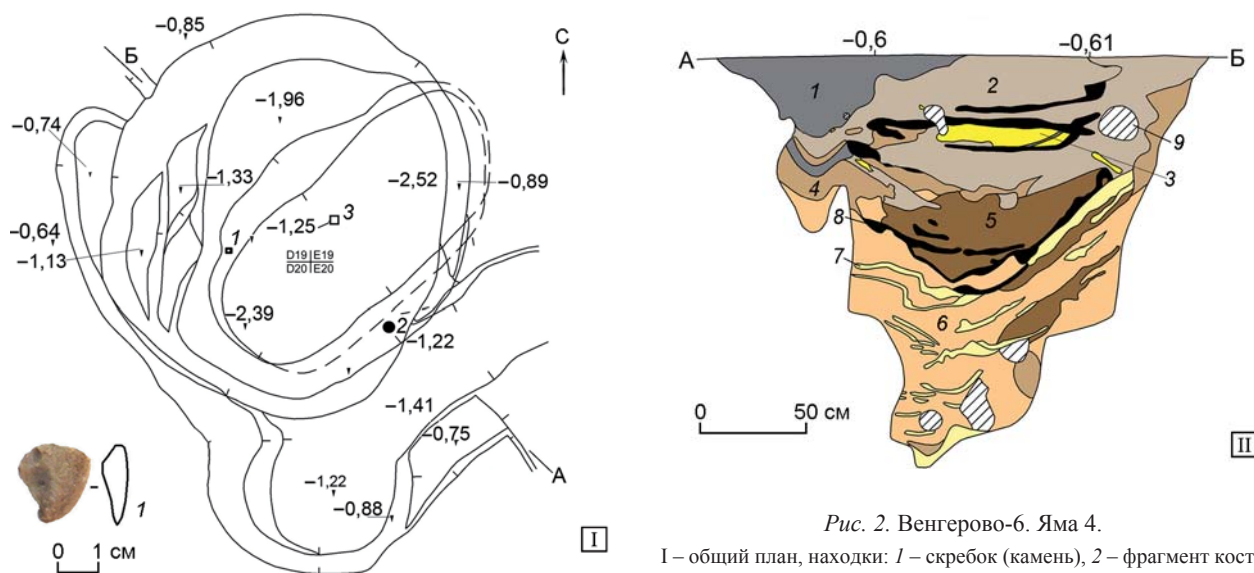 −0,85
Б
С
−0,74
−1,96
−1,33
−2,52
−0,89
1
−1,25
3
−0,64
−1,13
D19 E19
D20 E20
−2,39
2
−1,22
−1,41
−0,75
А
−1,22
−0,88
1
0 1 см
I
А
−0,6
−0,61
Б
1
2
9
3
4
5
8
7
6
0 50 см
II
Рис. 2. Венгерово-6. Яма 4.
I – общий план, находки: 1 – скребок (камень), 2 – фрагмент кост